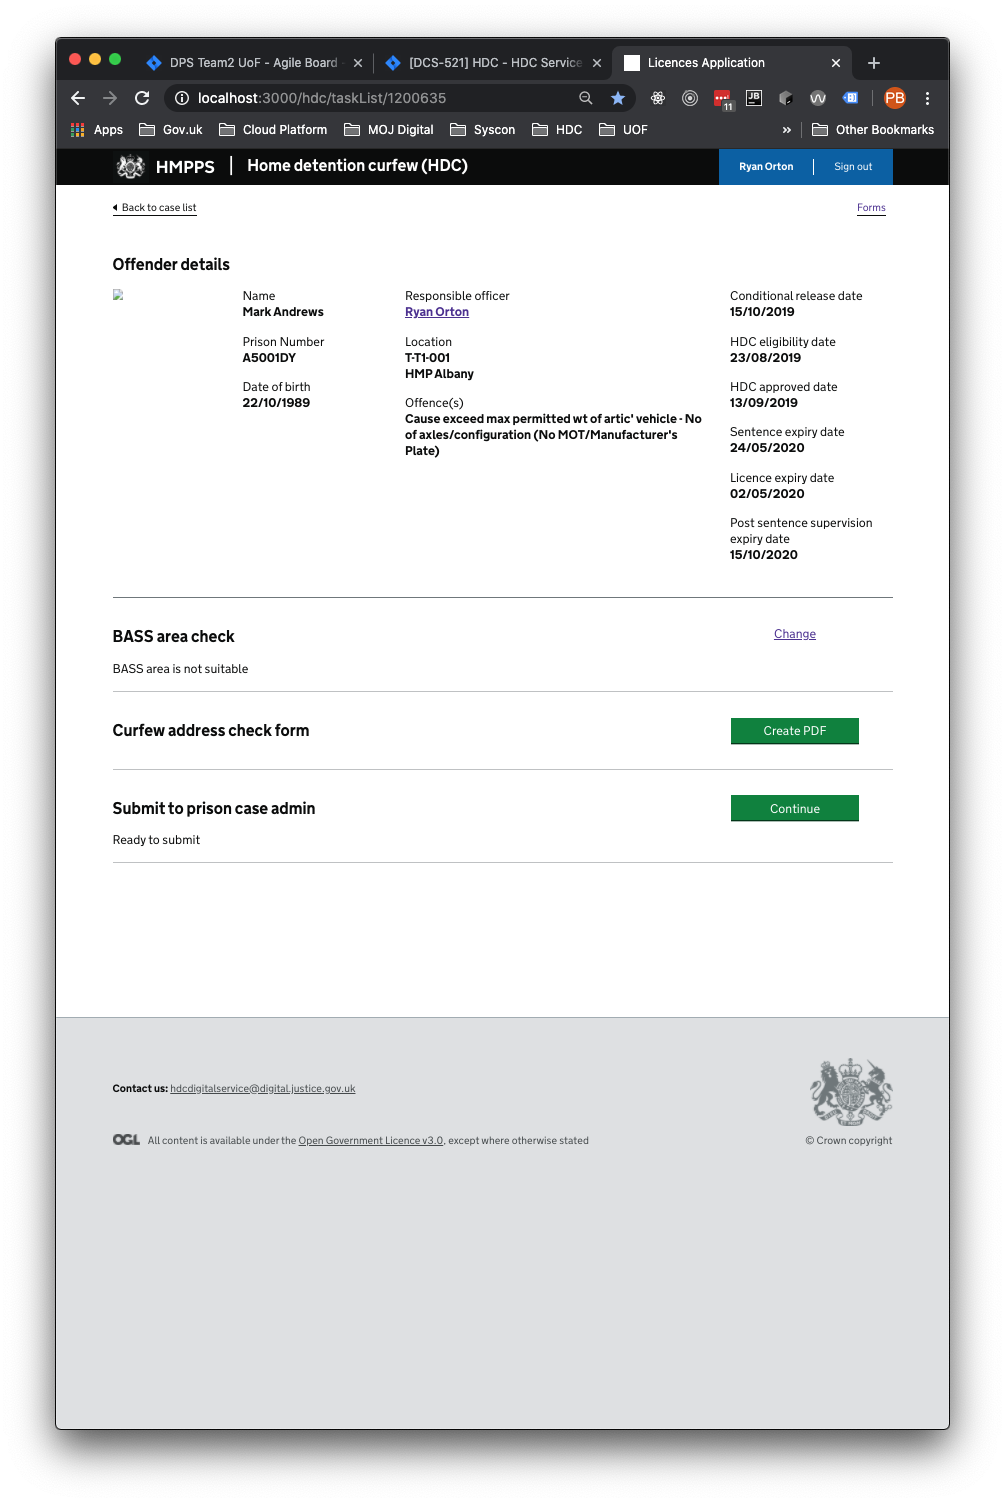 DPS Team2 UoF - Agile Board -
[DCS-521] HDC - HDC Service
Licences Application
localhost:3000/hdc/taskList/1200635
11
JB
PB
Apps
Gov.uk
Cloud Platform
MOJ Digital
Syscon
HDC
UOF
»
Other Bookmarks
HMPPS
Home detention curfew (HDC)
Ryan Orton
Sign out
Back to case list
Forms
Offender details
Name
Mark Andrews
Prison Number
A5001DY
Date of birth
22/10/1989
Responsible officer
Ryan Orton
Location
T-T1-001
HMP Albany
Offence(s)
Cause exceed max permitted wt of artic' vehicle - No
of axles/configuration (No MOT/Manufacturer's
Plate)
Conditional release date
15/10/2019
HDC eligibility date
23/08/2019
HDC approved date
13/09/2019
Sentence expiry date
24/05/2020
Licence expiry date
02/05/2020
Post sentence supervision
expiry date
15/10/2020
BASS area check
Change
BASS area is not suitable
Curfew address check form
Create PDF
Submit to prison case admin
Continue
Ready to submit
Contact us: hdcdigitalservice@digital.justice.gov.uk
OGL All content is available under the Open Government Licence v3.0, except where otherwise stated
© Crown copyright